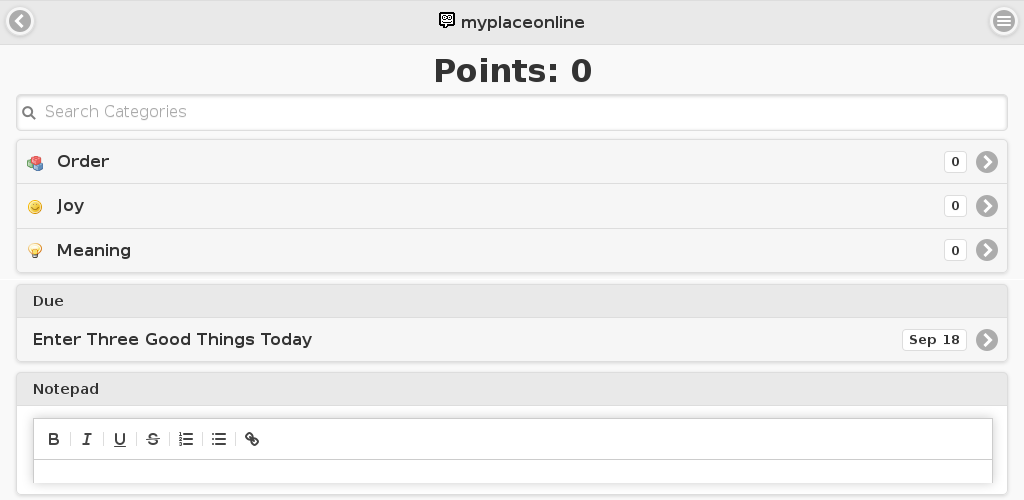 myplaceonline
Points: 0
Search Categories
Order 0
Joy 0
Meaning 0
Due
Enter Three Good Things Today Sep 18
Notepad
B I U S